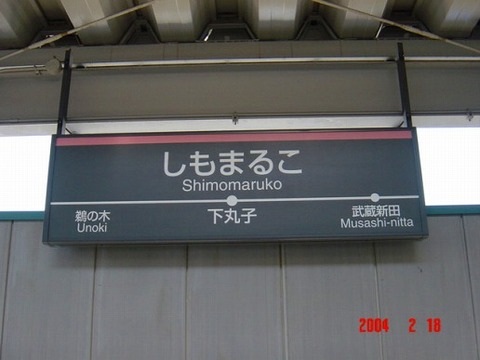 しもまるこ
Shimomaruko
鵜の木
Unoki
下丸子
武蔵新田
Musashi-nitta
2004 2 18